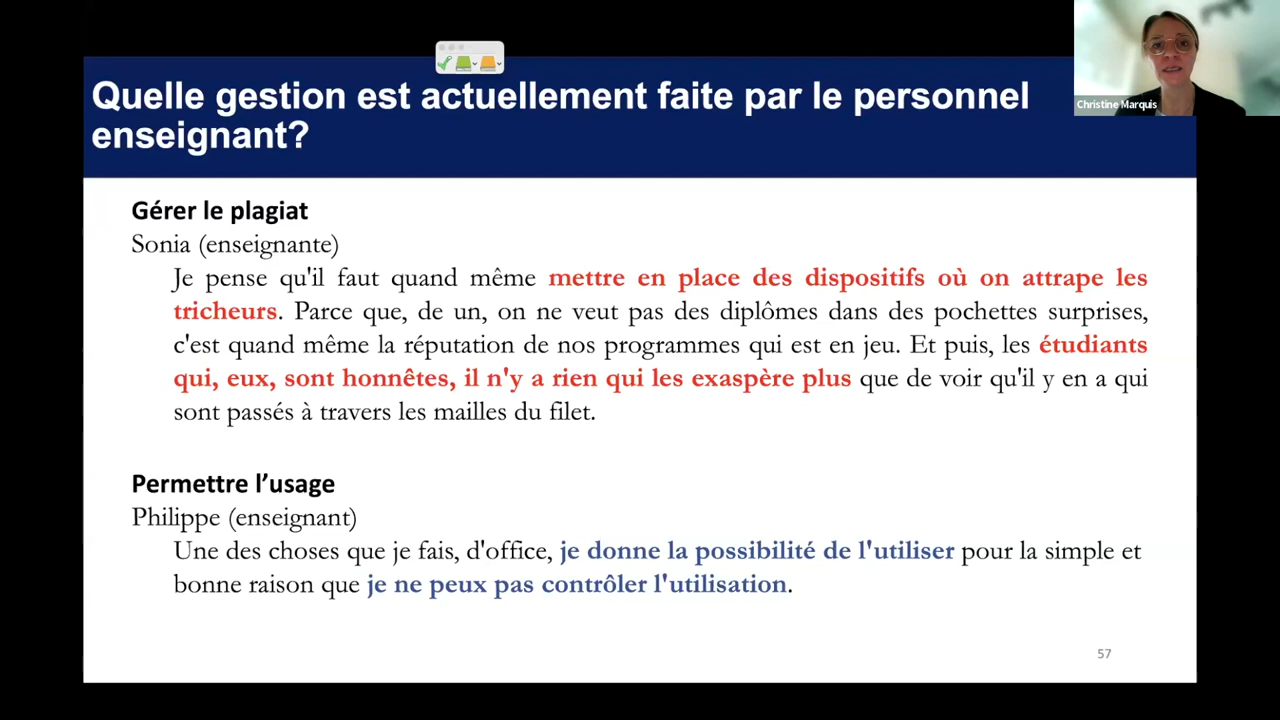 Quelle gestion est actuellement faite par le personnel
enseignant?
Christine Marquis
Gérer le plagiat
Sonia (enseignante)
Je pense qu'il faut quand même mettre en place des dispositifs où on attrape les
tricheurs. Parce que, de un, on ne veut pas des diplômes dans des pochettes surprises,
c'est quand même la réputation de nos programmes qui est en jeu. Et puis, les étudiants
qui, eux, sont honnêtes, il n'y a rien qui les exaspère plus que de voir qu'il y en a qui
sont passés à travers les mailles du filet.
Permettre l’usage
Philippe (enseignant)
Une des choses que je fais, d'office, je donne la possibilité de l'utiliser pour la simple et
bonne raison que je ne peux pas contrôler l'utilisation.
57